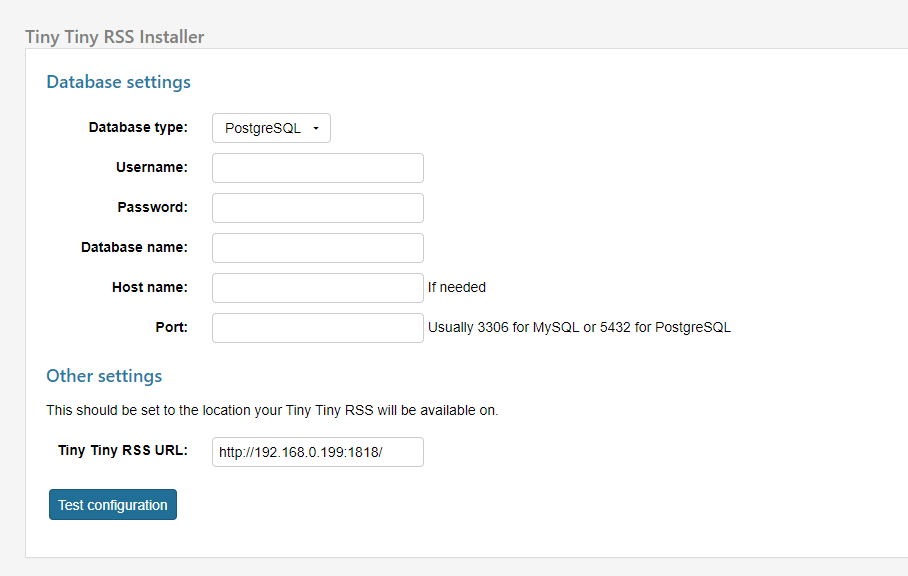 Tiny Tiny RSS Installer
Database settings
Database type: PostgreSQL
Username:
Password:
Database name:
Host name: If needed
Port: Usually 3306 for MySQL or 5432 for PostgreSQL
Other settings
This should be set to the location your Tiny Tiny RSS will be available on.
Tiny Tiny RSS URL: http://192.168.0.199:1818/
Test configuration